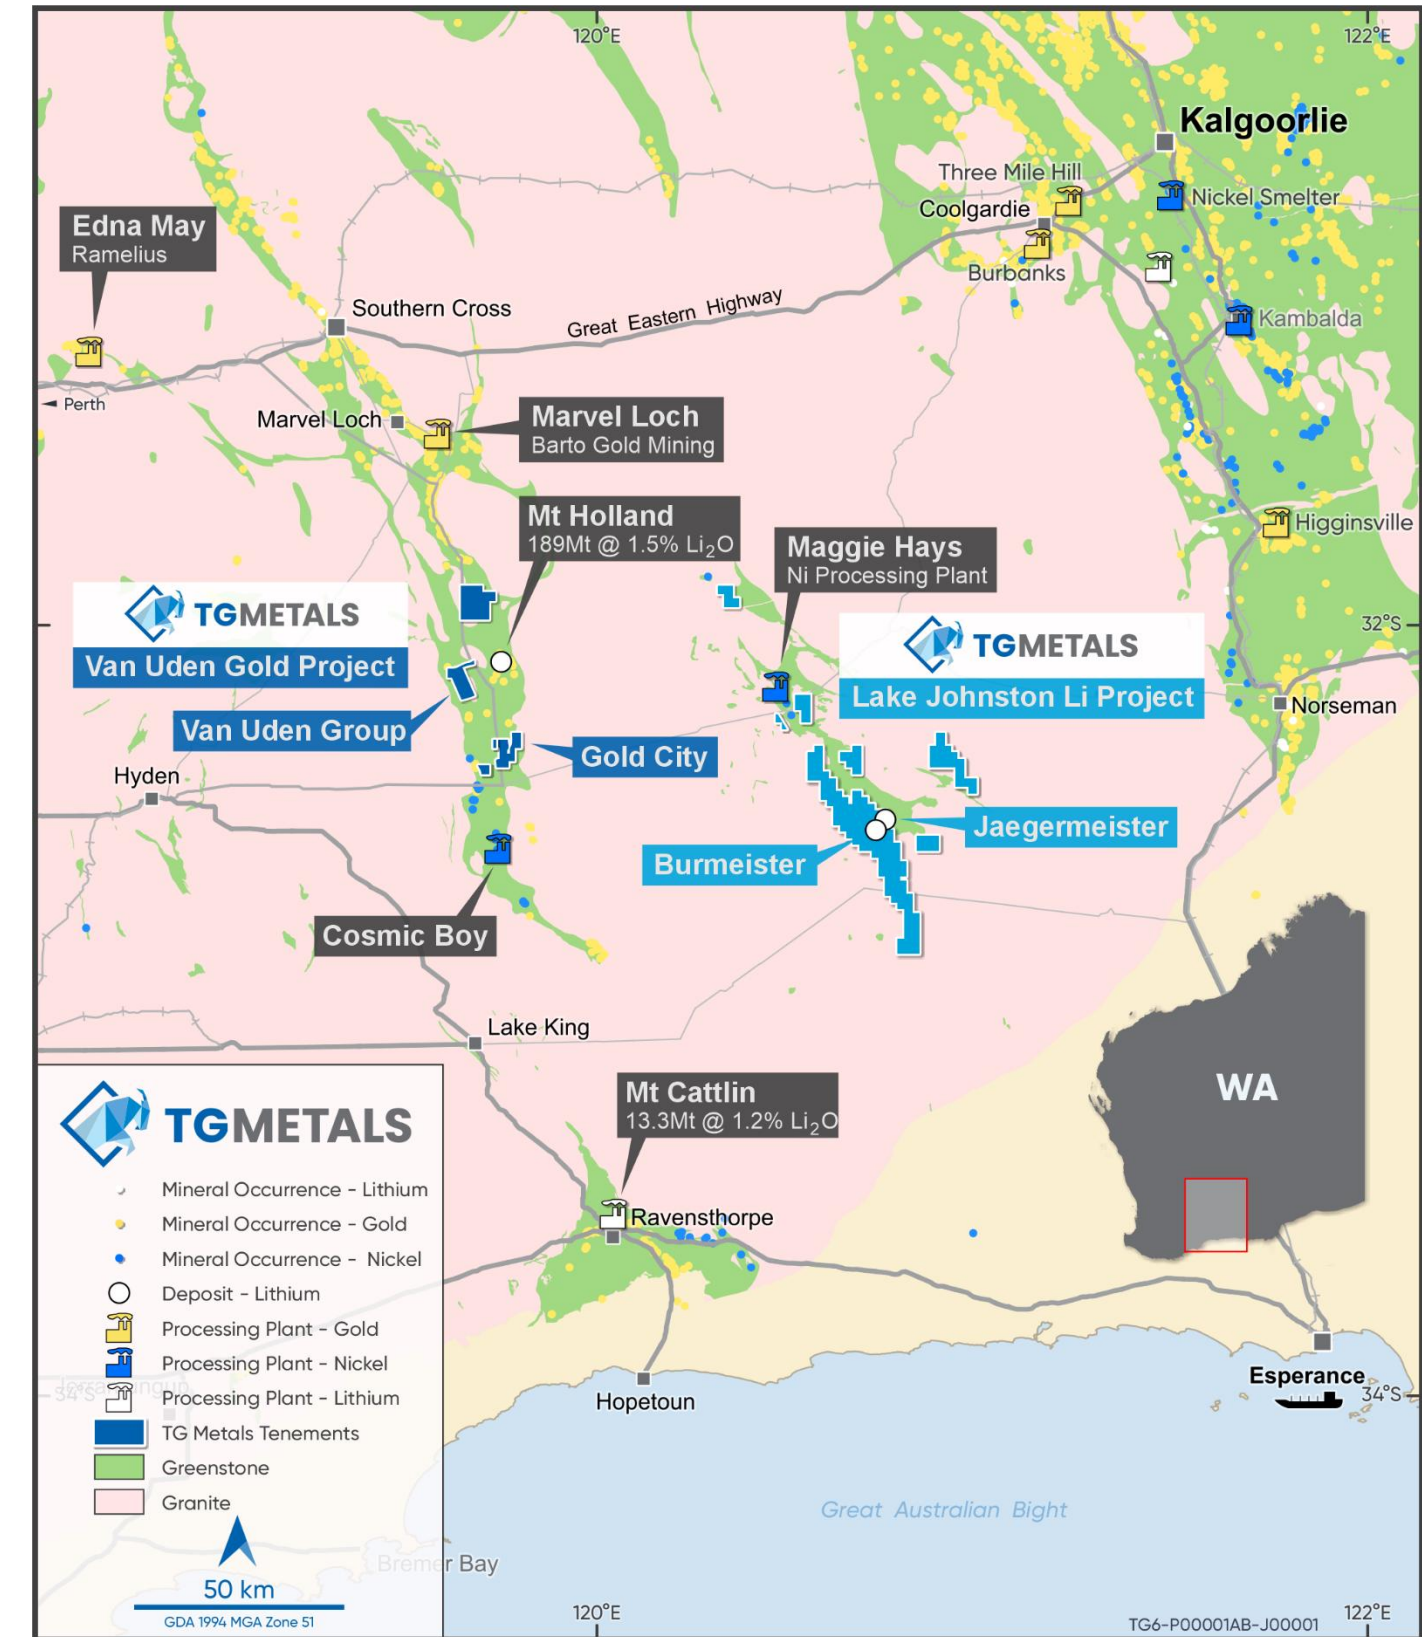 120°E
122°E
Kalgoorlie
Three Mile Hill
Coolgardie
Nickel Smelter
Edna May
Ramelius
Burbanks
Southern Cross
Great Eastern Highway
Kambalda
Perth
Marvel Loch
Marvel Loch
Barto Gold Mining
Mt Holland
189Mt @ 1.5% Li₂O
Higginsville
Maggie Hays
Ni Processing Plant
TGMETALS
Van Uden Gold Project
32°S
TGMETALS
Lake Johnston Li Project
Norseman
Van Uden Group
Gold City
Hyden
Jaegermeister
Burmeister
Cosmic Boy
Lake King
Mt Cattlin
13.3Mt @ 1.2% Li₂O
WA
Ravensthorpe
TGMETALS
Mineral Occurrence - Lithium
Mineral Occurrence - Gold
Mineral Occurrence - Nickel
Deposit - Lithium
Processing Plant - Gold
Processing Plant - Nickel
Processing Plant - Lithium
TG Metals Tenements
Greenstone
Granite
50 km
GDA 1994 MGA Zone 51
34°S
Hopetoun
Esperance
34°S
Great Australian Bight
Bremer Bay
120°E
122°E
TG6-P00001AB-J00001